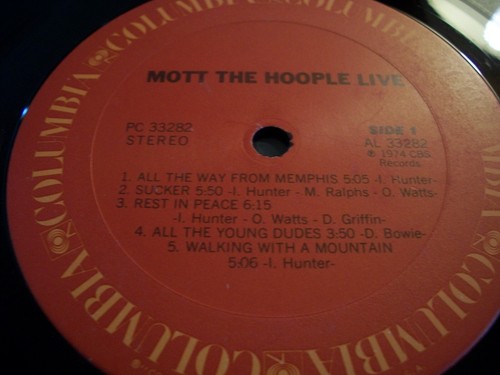 COLUMBIA COLUMBIA COLUMBIA COLUMBIA COLUMBIA COLUMBIA
MOTT THE HOOPLE LIVE
PC 33282
STEREO
SIDE 1
AL 33282
℗ 1974 CBS
Records
1. ALL THE WAY FROM MEMPHIS 5:05 -I. Hunter-
2. SUCKER 5:50 -I. Hunter - M. Ralphs - O. Watts-
3. REST IN PEACE 6:15
-I. Hunter - O. Watts - D. Griffin-
4. ALL THE YOUNG DUDES 3:50 -D. Bowie-
5. WALKING WITH A MOUNTAIN
5:06 -I. Hunter-